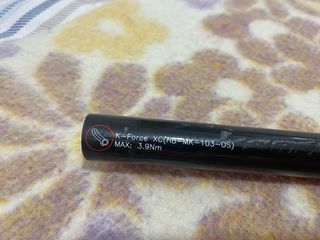 K-Force XC(HB-MK-103-OS)
MAX: 3.9Nm